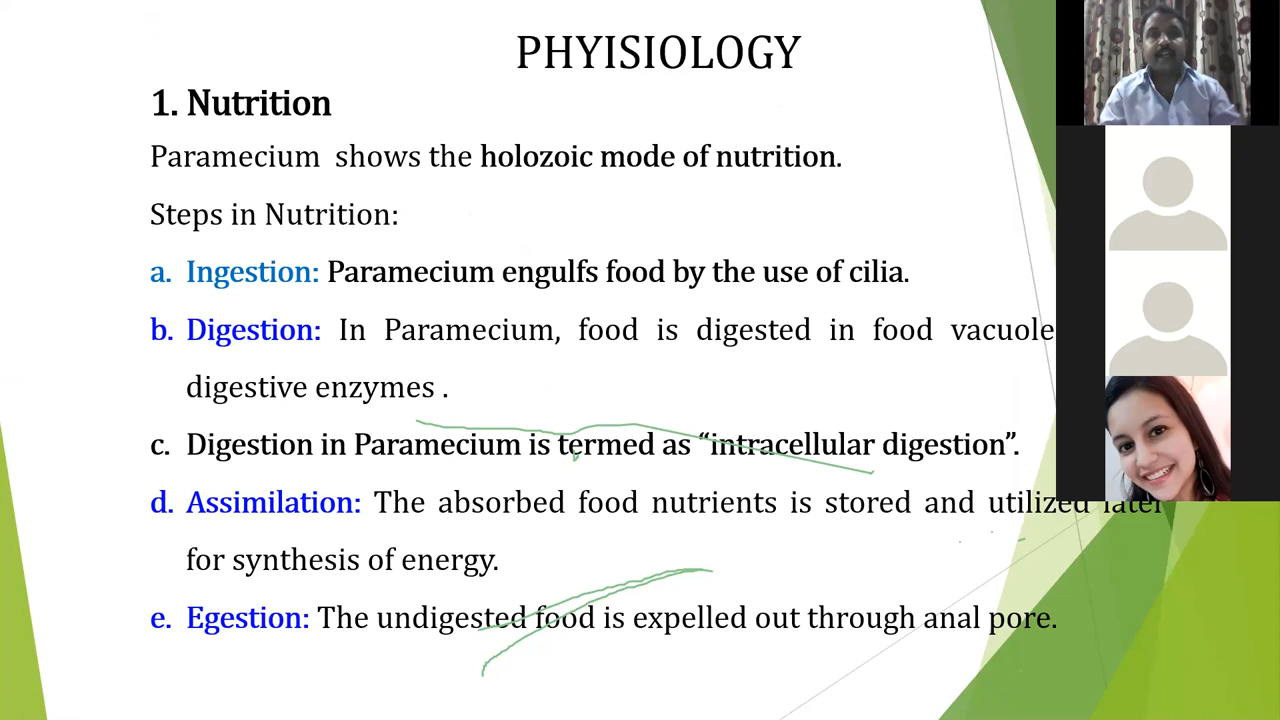 PHYISIOLOGY
1. Nutrition
Paramecium shows the holozoic mode of nutrition.
Steps in Nutrition:
a. Ingestion: Paramecium engulfs food by the use of cilia.
b. Digestion: In Paramecium, food is digested in food vacuole
digestive enzymes .
c. Digestion in Paramecium is termed as “intracellular digestion”.
d. Assimilation: The absorbed food nutrients is stored and utilized later
for synthesis of energy.
e. Egestion: The undigested food is expelled out through anal pore.